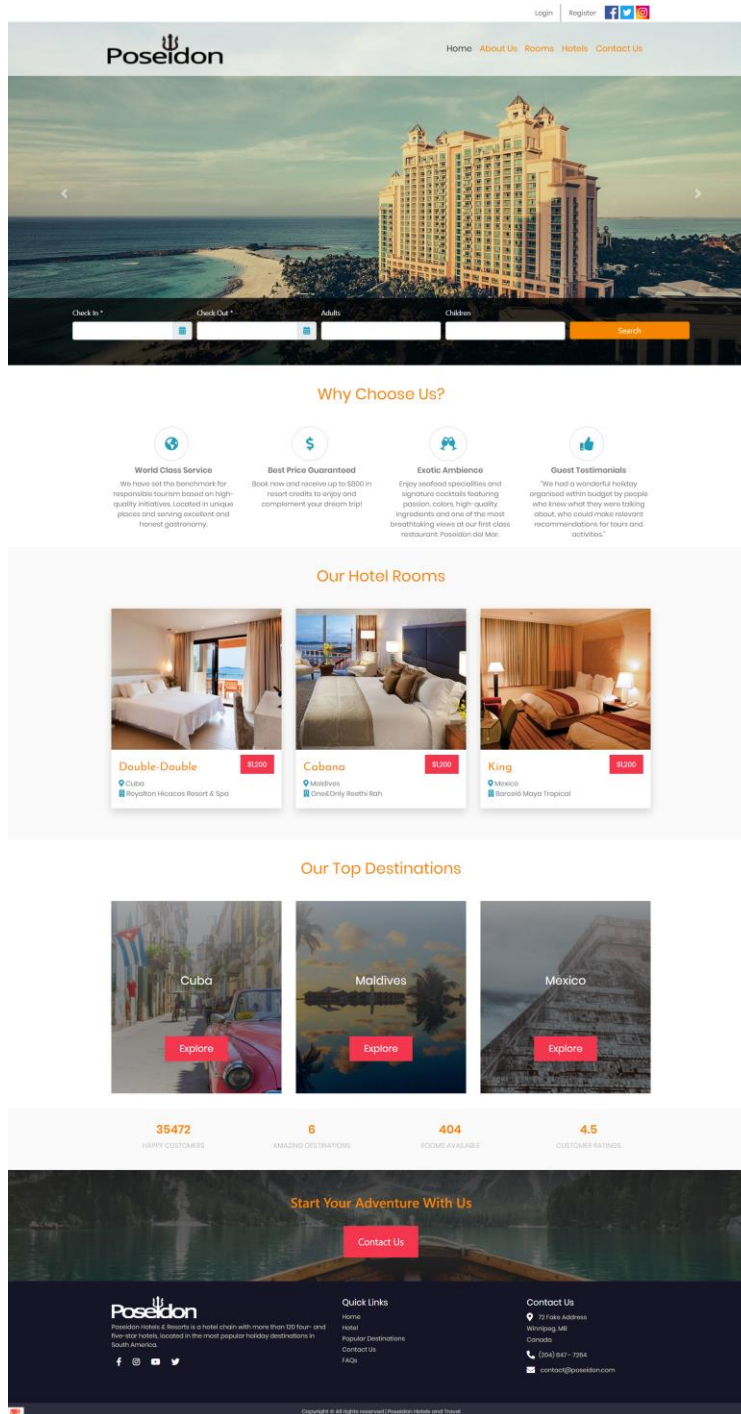 Login Register
Poseidon
Home About Us Rooms Hotels Contact Us
Check In * Check Out * Adults Children
Search
Why Choose Us?
World Class Service
We have set the benchmark for
responsible tourism based on high-
quality initiatives. Located in unique
places and serving excellent and
honest gastronomy.
Best Price Guaranteed
Book now and receive up to $800 in
resort credits to enjoy and
complement your dream trip!
Exotic Ambience
Enjoy seafood specialities and
signature cocktails featuring
passion, colors, high-quality
ingredients and one of the most
breathtaking views at our first class
restaurant: Poseidon del Mar.
Guest Testimonials
"We had a wonderful holiday
organised within budget by people
who knew what they were talking
about, who could make relevant
recommendations for tours and
activities."
Our Hotel Rooms
Double-Double $1,200
Cuba
Royalton Hicacos Resort & Spa
Cabana $1,200
Maldives
One&Only Reethi Rah
King $1,200
Mexico
Barceló Maya Tropical
Our Top Destinations
Cuba
Explore
Maldives
Explore
Mexico
Explore
35472
HAPPY COSTOMERS
6
AMAZING DESTINATIONS
404
ROOMS AVAILABLE
4.5
CUSTOMER RATINGS
Start Your Adventure With Us
Contact Us
Poseidon
Poseidon Hotels & Resorts is a hotel chain with more than 120 four- and
five-star hotels, located in the most popular holiday destinations in
South America.
Quick Links
Home
Hotel
Popular Destinations
Contact Us
FAQs
Contact Us
72 Fake Address
Winnipeg, MB
Canada
(204) 847 - 7264
contact@poseidon.com
Copyright © All rights reserved | Poseidon Hotels and Travel